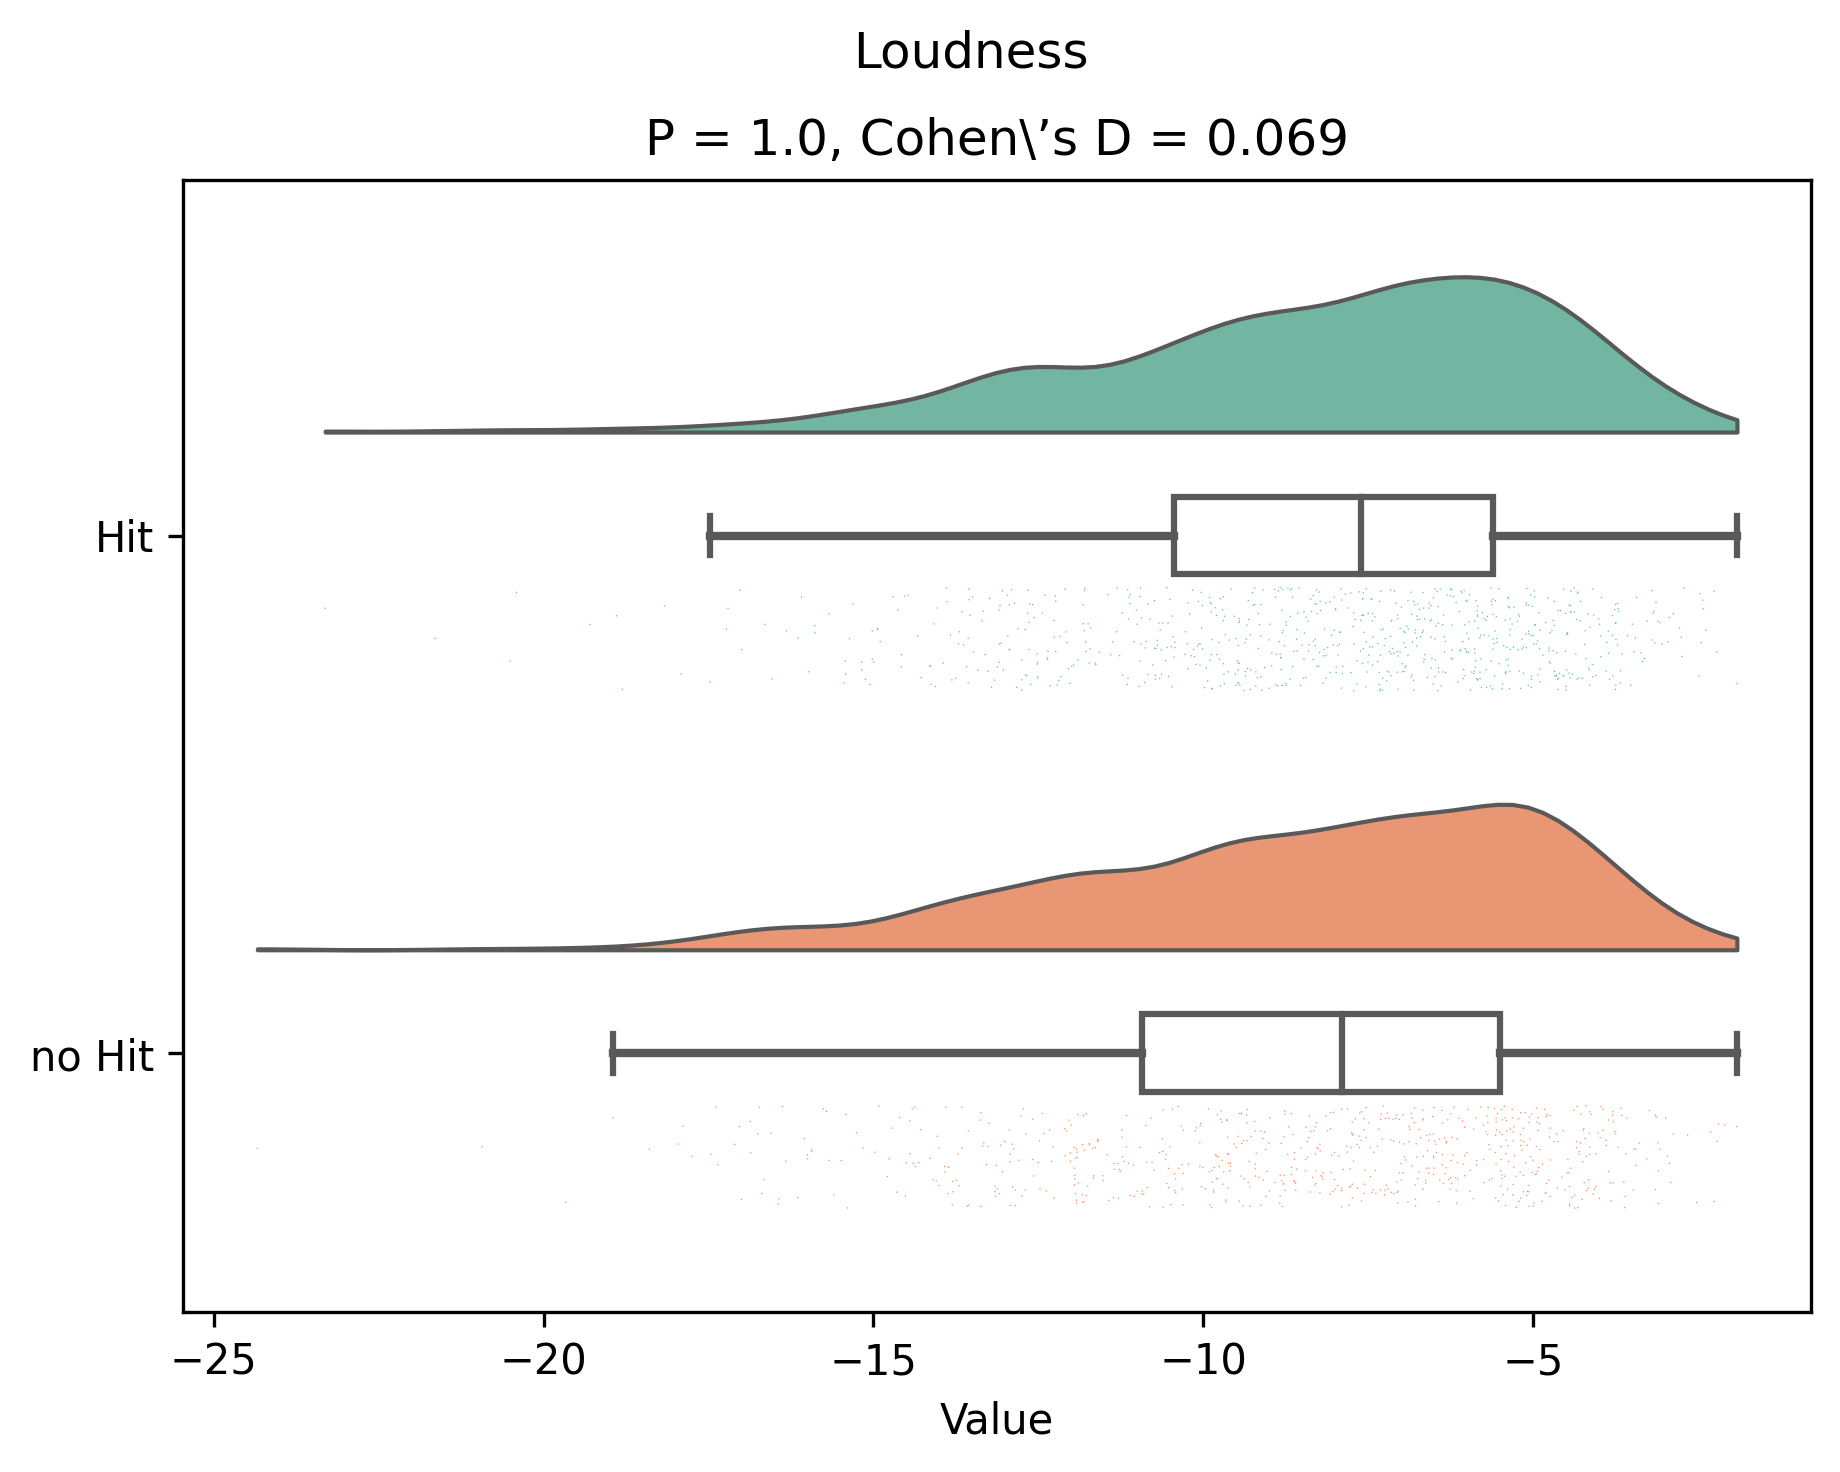 Loudness
P = 1.0, Cohen\’s D = 0.069
Hit
no Hit
−25 −20 −15 −10 −5
Value